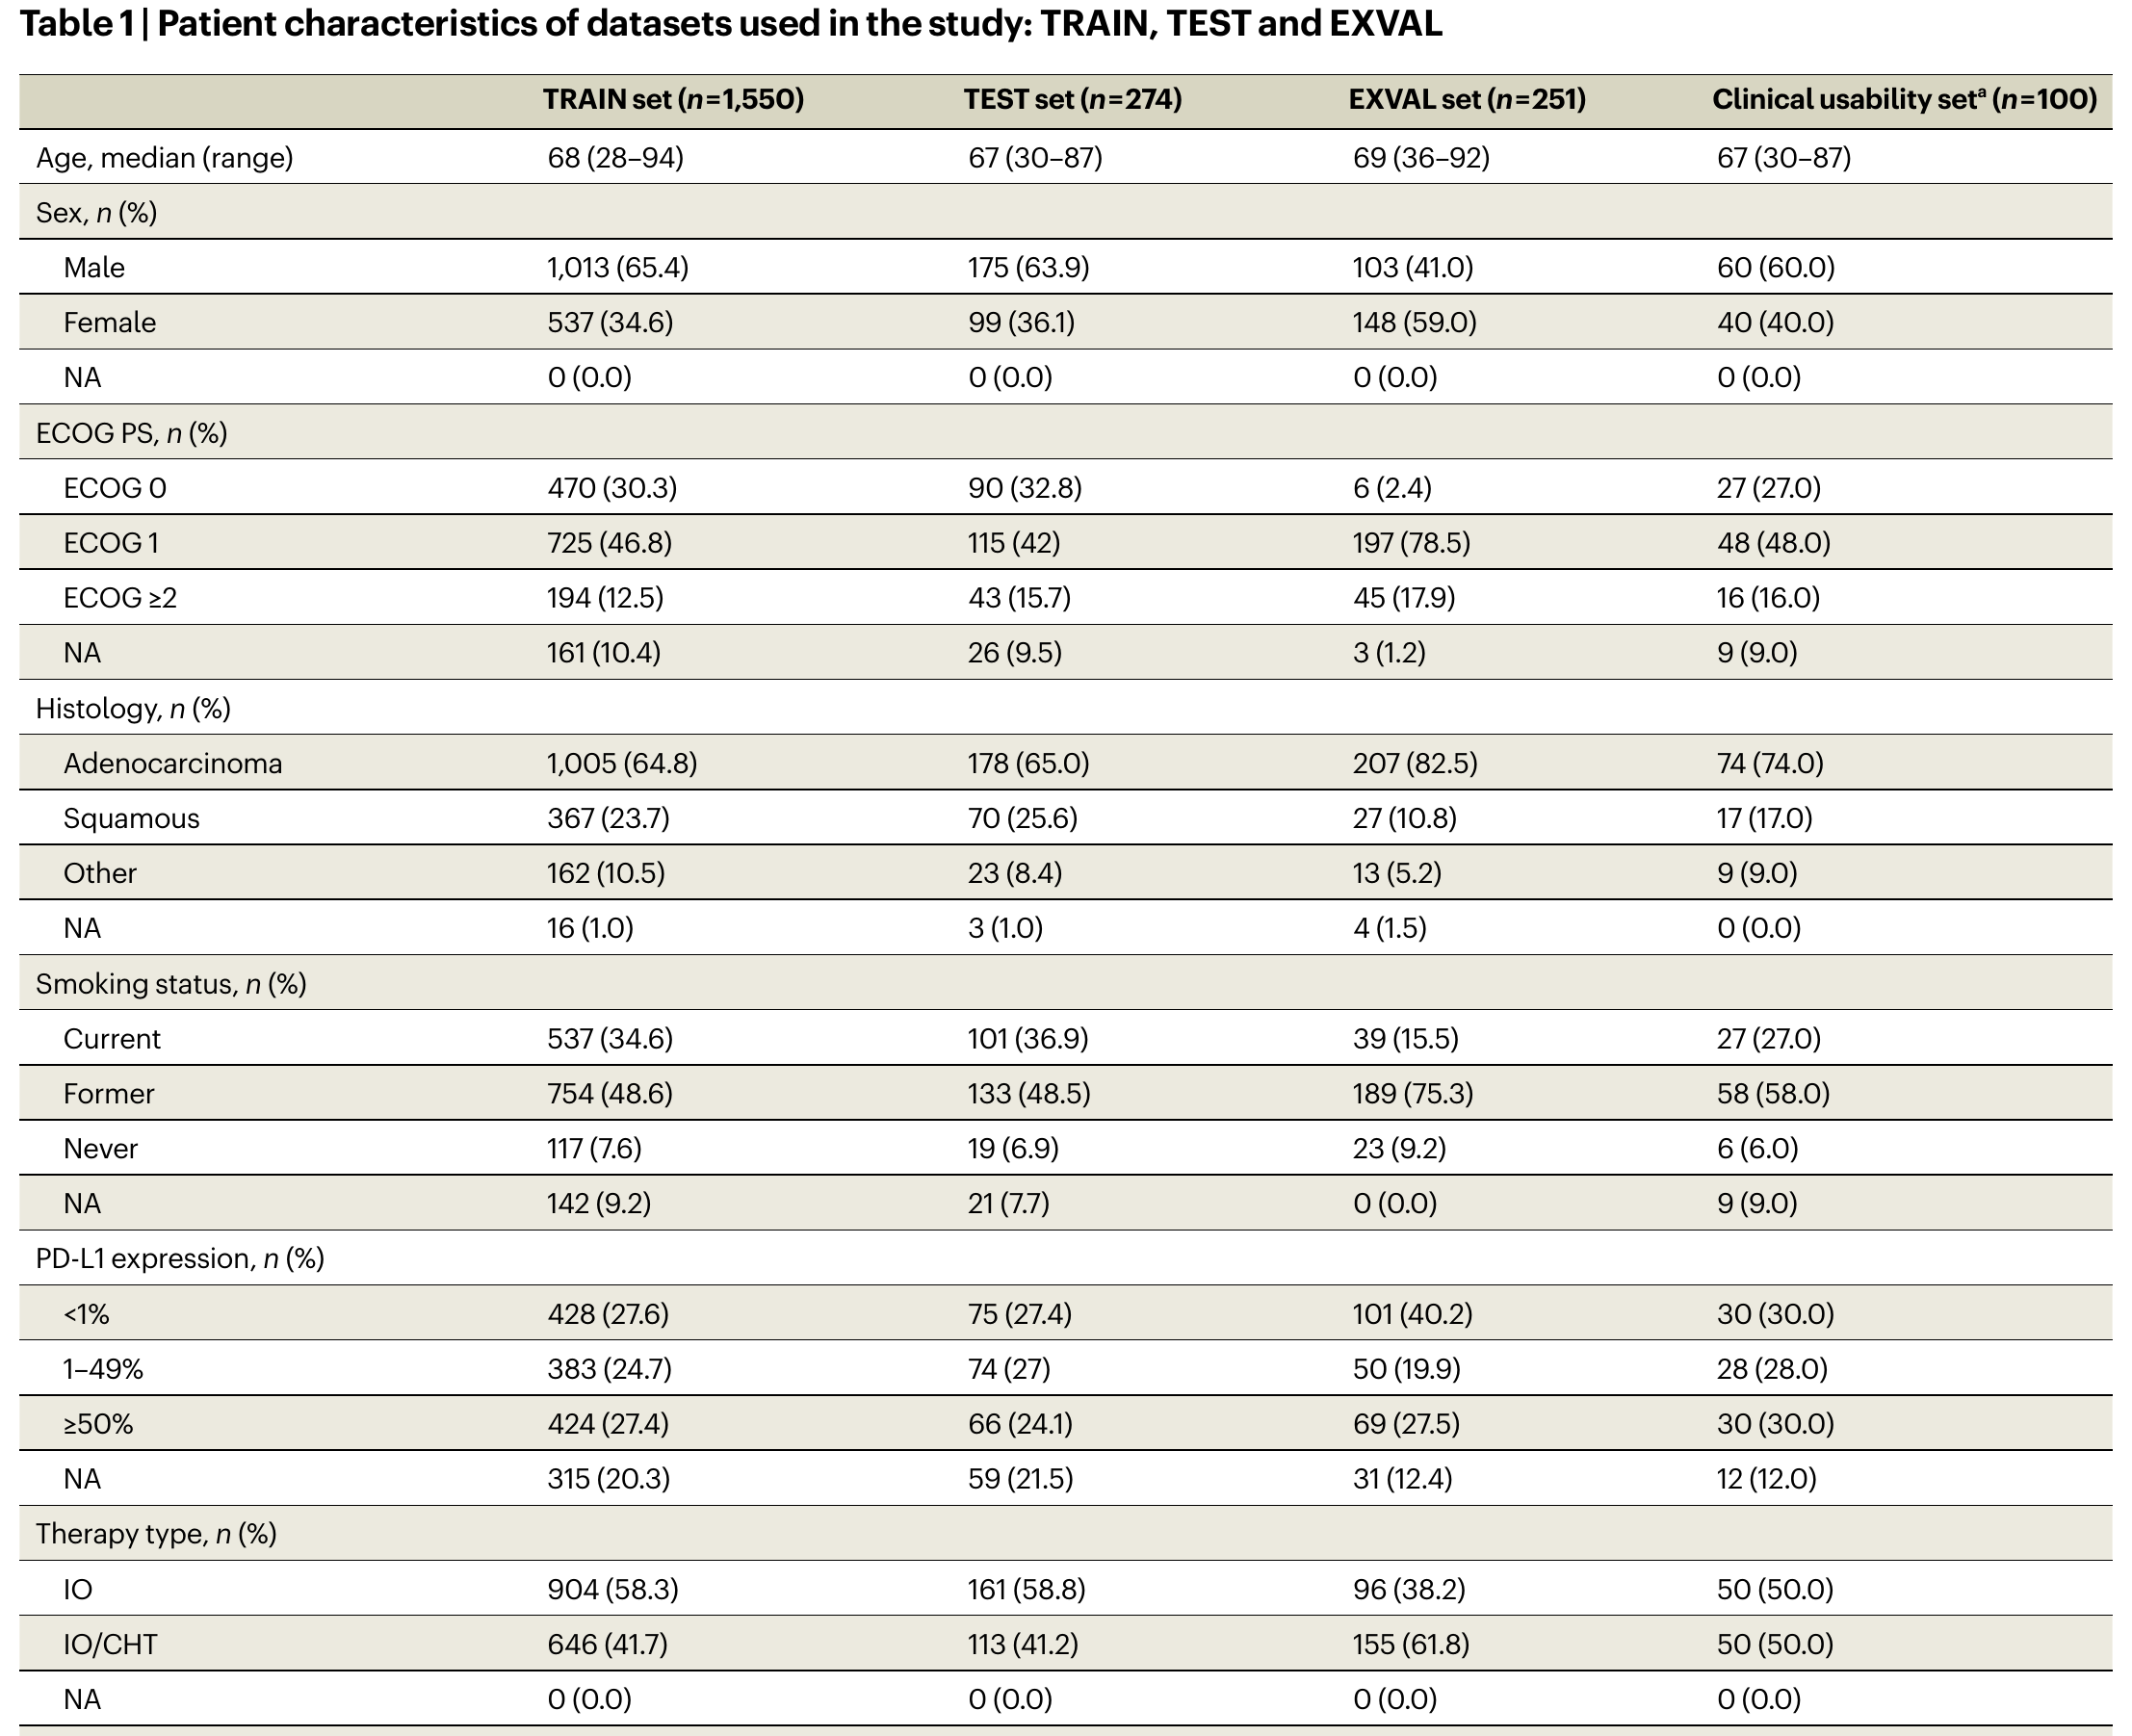 Table 1 | Patient characteristics of datasets used in the study: TRAIN, TEST and EXVAL
TRAIN set (n=1,550) TEST set (n=274) EXVAL set (n=251) Clinical usability setᵃ (n=100)
Age, median (range) 68 (28–94) 67 (30–87) 69 (36–92) 67 (30–87)
Sex, n (%)
Male 1,013 (65.4) 175 (63.9) 103 (41.0) 60 (60.0)
Female 537 (34.6) 99 (36.1) 148 (59.0) 40 (40.0)
NA 0 (0.0) 0 (0.0) 0 (0.0) 0 (0.0)
ECOG PS, n (%)
ECOG 0 470 (30.3) 90 (32.8) 6 (2.4) 27 (27.0)
ECOG 1 725 (46.8) 115 (42) 197 (78.5) 48 (48.0)
ECOG ≥2 194 (12.5) 43 (15.7) 45 (17.9) 16 (16.0)
NA 161 (10.4) 26 (9.5) 3 (1.2) 9 (9.0)
Histology, n (%)
Adenocarcinoma 1,005 (64.8) 178 (65.0) 207 (82.5) 74 (74.0)
Squamous 367 (23.7) 70 (25.6) 27 (10.8) 17 (17.0)
Other 162 (10.5) 23 (8.4) 13 (5.2) 9 (9.0)
NA 16 (1.0) 3 (1.0) 4 (1.5) 0 (0.0)
Smoking status, n (%)
Current 537 (34.6) 101 (36.9) 39 (15.5) 27 (27.0)
Former 754 (48.6) 133 (48.5) 189 (75.3) 58 (58.0)
Never 117 (7.6) 19 (6.9) 23 (9.2) 6 (6.0)
NA 142 (9.2) 21 (7.7) 0 (0.0) 9 (9.0)
PD-L1 expression, n (%)
<1% 428 (27.6) 75 (27.4) 101 (40.2) 30 (30.0)
1–49% 383 (24.7) 74 (27) 50 (19.9) 28 (28.0)
≥50% 424 (27.4) 66 (24.1) 69 (27.5) 30 (30.0)
NA 315 (20.3) 59 (21.5) 31 (12.4) 12 (12.0)
Therapy type, n (%)
IO 904 (58.3) 161 (58.8) 96 (38.2) 50 (50.0)
IO/CHT 646 (41.7) 113 (41.2) 155 (61.8) 50 (50.0)
NA 0 (0.0) 0 (0.0) 0 (0.0) 0 (0.0)